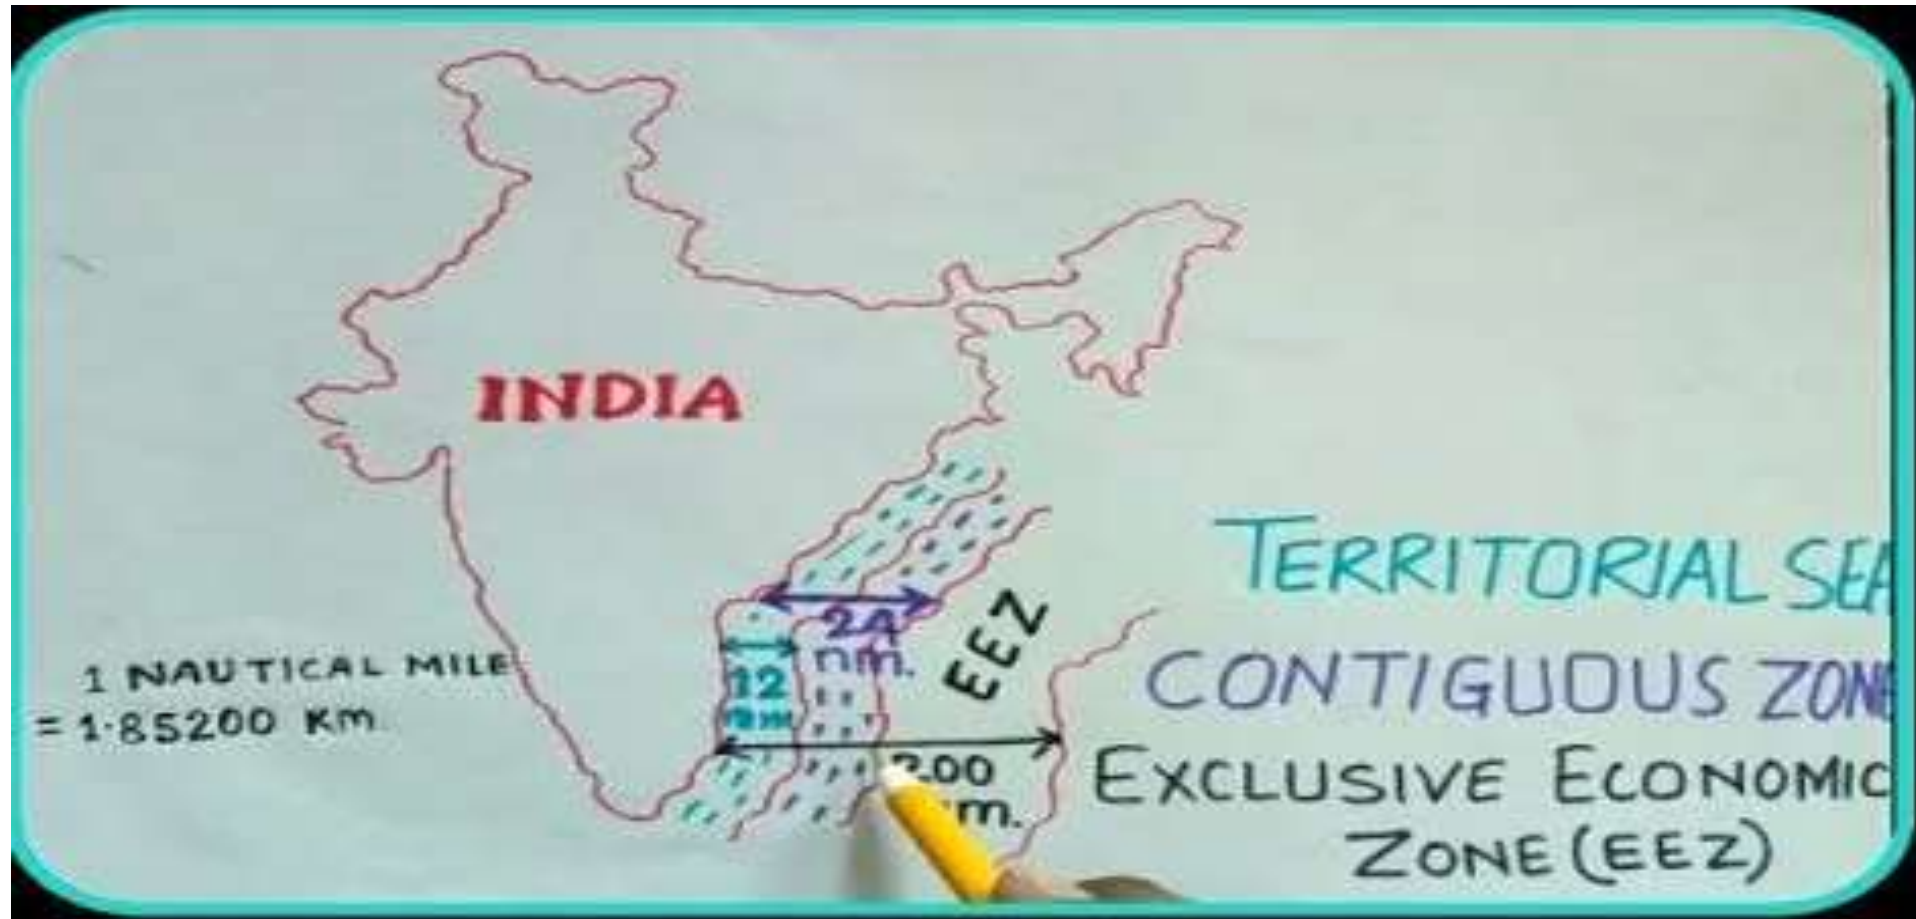 INDIA
24
nm.
EEZ
12
nm
1 NAUTICAL MILE
= 1.85200 Km.
200
m.
TERRITORIAL SEA
CONTIGUOUS ZONE
EXCLUSIVE ECONOMIC
ZONE (EEZ)